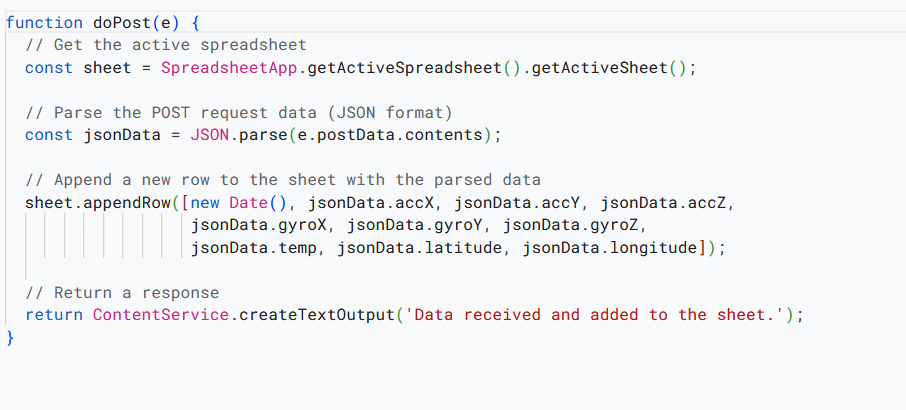 function doPost(e) {
  // Get the active spreadsheet
  const sheet = SpreadsheetApp.getActiveSpreadsheet().getActiveSheet();

  // Parse the POST request data (JSON format)
  const jsonData = JSON.parse(e.postData.contents);

  // Append a new row to the sheet with the parsed data
  sheet.appendRow([new Date(), jsonData.accX, jsonData.accY, jsonData.accZ,
                   jsonData.gyroX, jsonData.gyroY, jsonData.gyroZ,
                   jsonData.temp, jsonData.latitude, jsonData.longitude]);

  // Return a response
  return ContentService.createTextOutput('Data received and added to the sheet.');
}